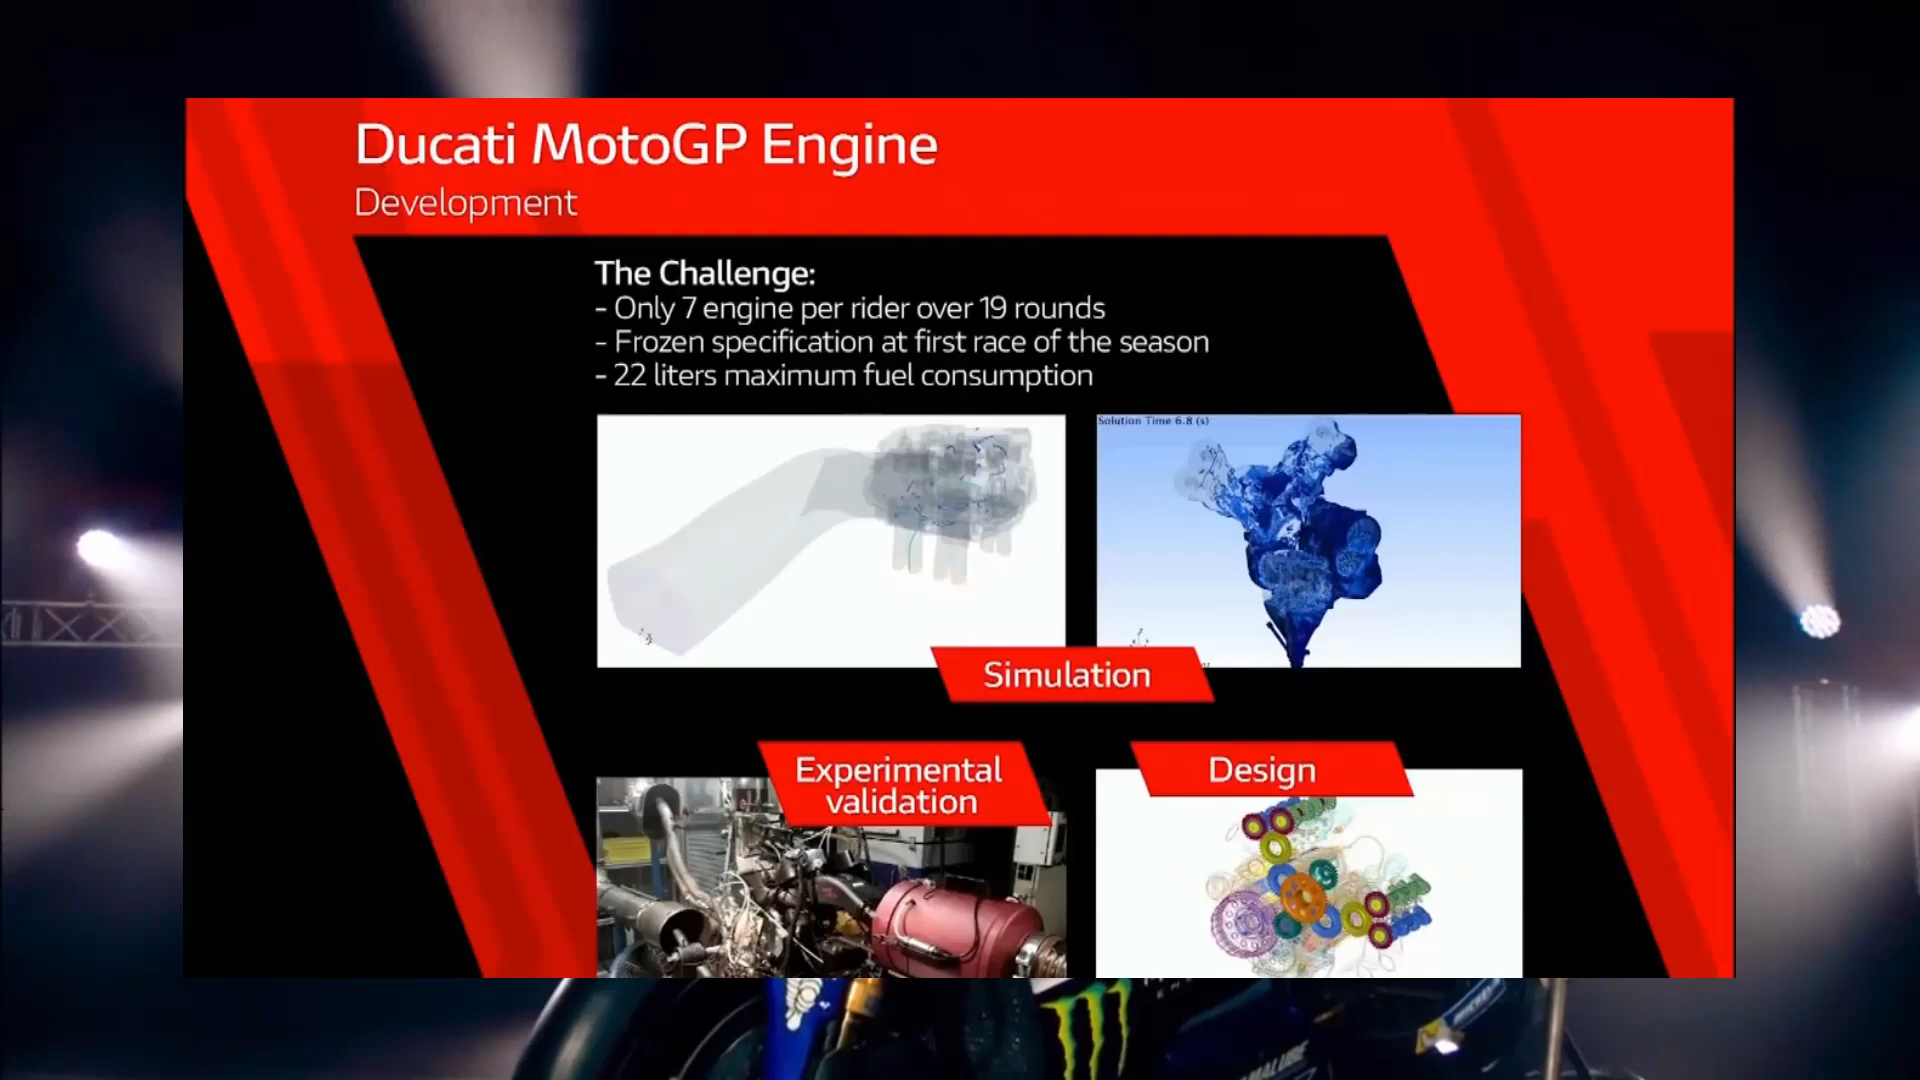 Ducati MotoGP Engine
Development
The Challenge:
- Only 7 engine per rider over 19 rounds
- Frozen specification at first race of the season
- 22 liters maximum fuel consumption
Solution Time 6.8 (s)
Simulation
Experimental
validation
Design